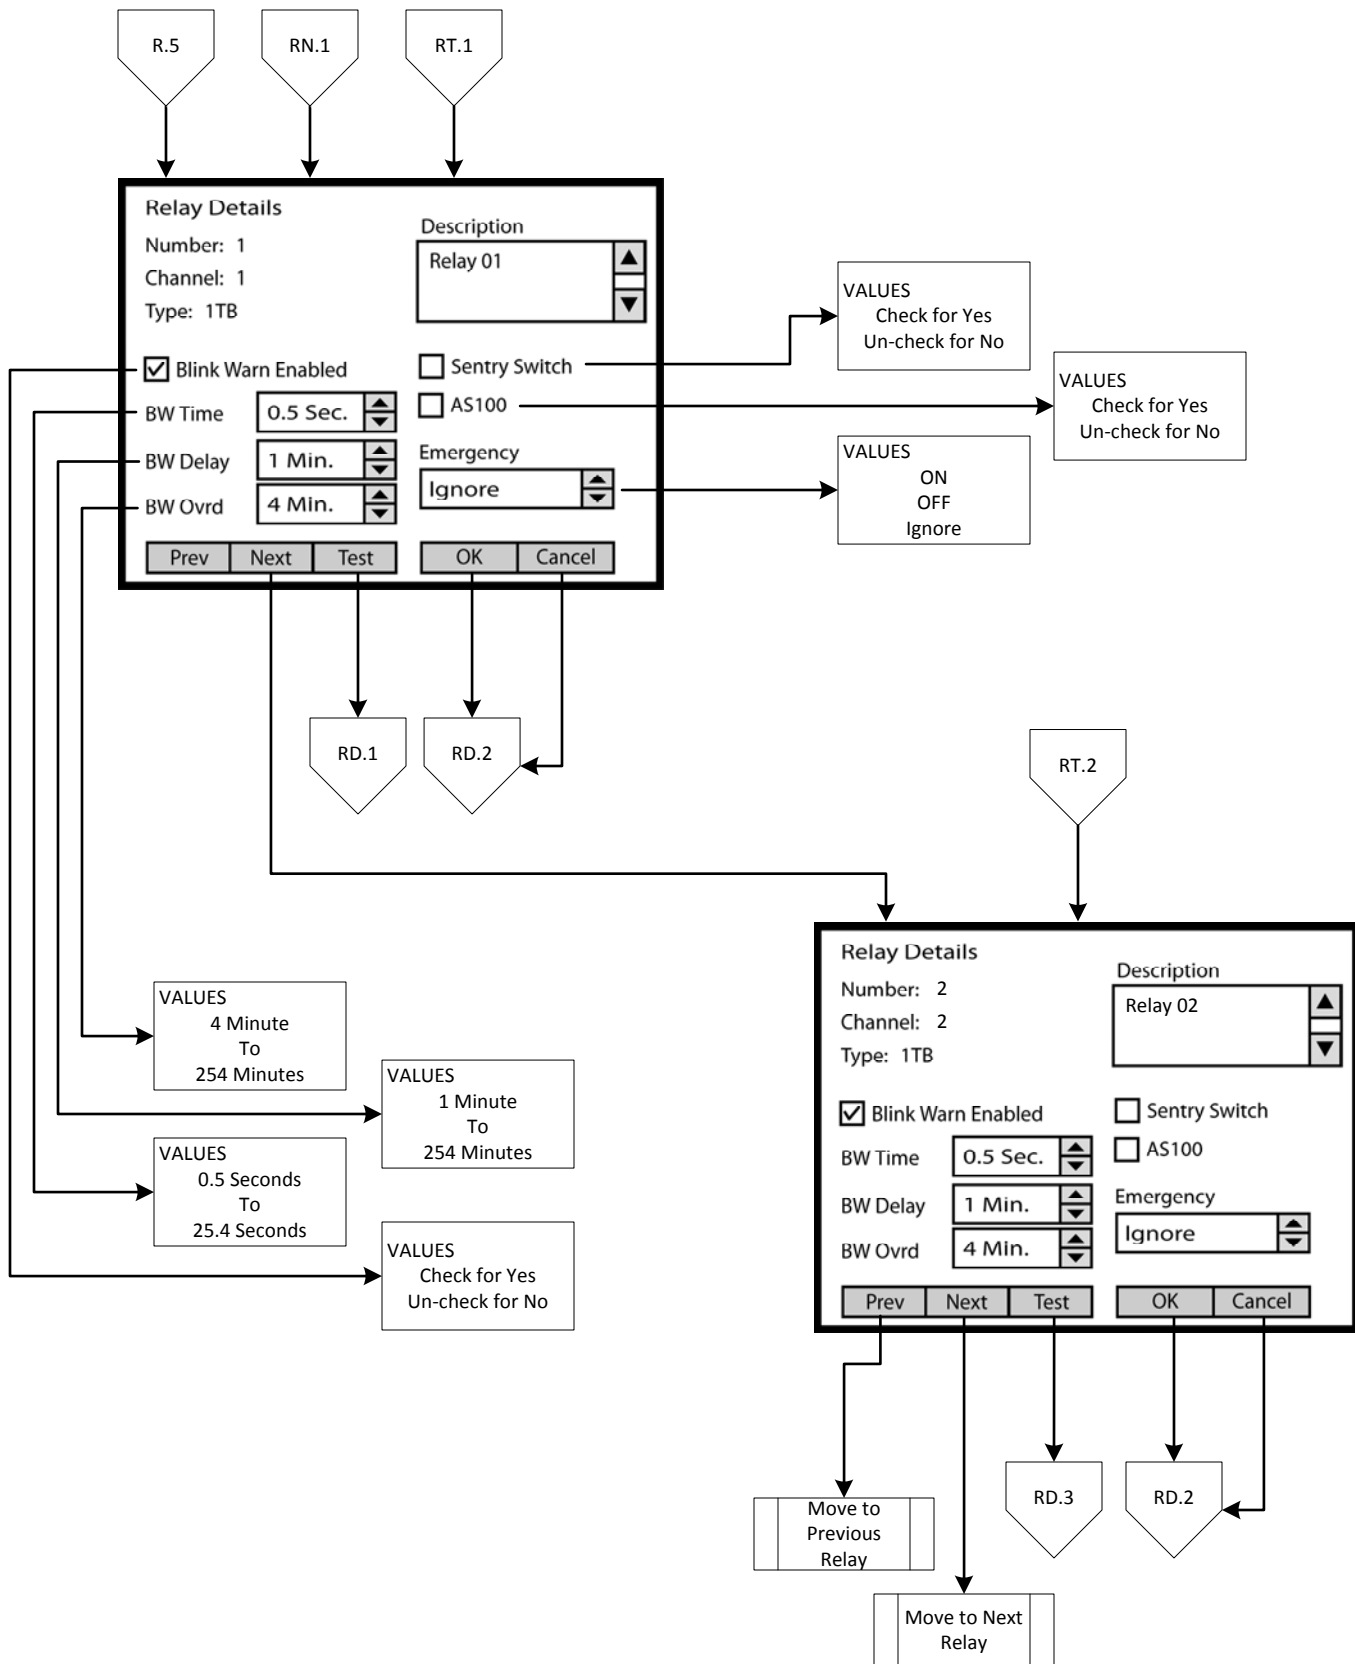 R.5
RN.1
RT.1
Relay Details
Number: 1
Channel: 1
Type: 1TB
Description
Relay 01
Blink Warn Enabled
BW Time
0.5 Sec.
BW Delay
1 Min.
BW Ovrd
4 Min.
Sentry Switch
AS100
Emergency
Ignore
Prev
Next
Test
OK
Cancel
VALUES
Check for Yes
Un-check for No
VALUES
Check for Yes
Un-check for No
VALUES
ON
OFF
Ignore
RD.1
RD.2
RT.2
VALUES
4 Minute
To
254 Minutes
VALUES
1 Minute
To
254 Minutes
VALUES
0.5 Seconds
To
25.4 Seconds
VALUES
Check for Yes
Un-check for No
Relay Details
Number: 2
Channel: 2
Type: 1TB
Description
Relay 02
Blink Warn Enabled
BW Time
0.5 Sec.
BW Delay
1 Min.
BW Ovrd
4 Min.
Sentry Switch
AS100
Emergency
Ignore
Prev
Next
Test
OK
Cancel
RD.3
RD.2
Move to
Previous
Relay
Move to Next
Relay